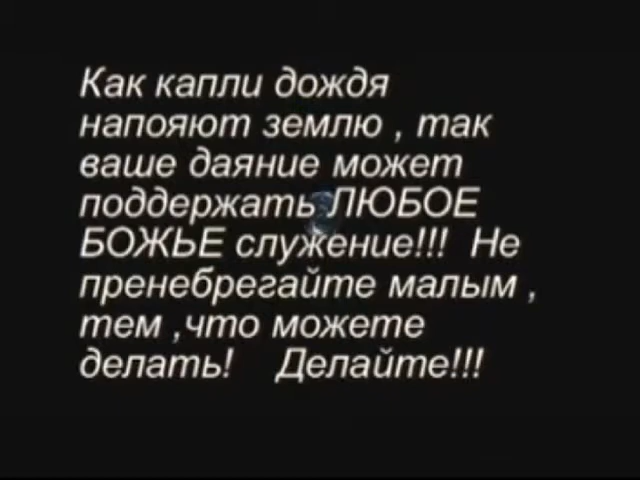 Как капли дождя
напояют землю , так
ваше даяние может
поддержать ЛЮБОЕ
БОЖЬЕ служение!!! Не
пренебрегайте малым ,
тем ,что можете
делать! Делайте!!!